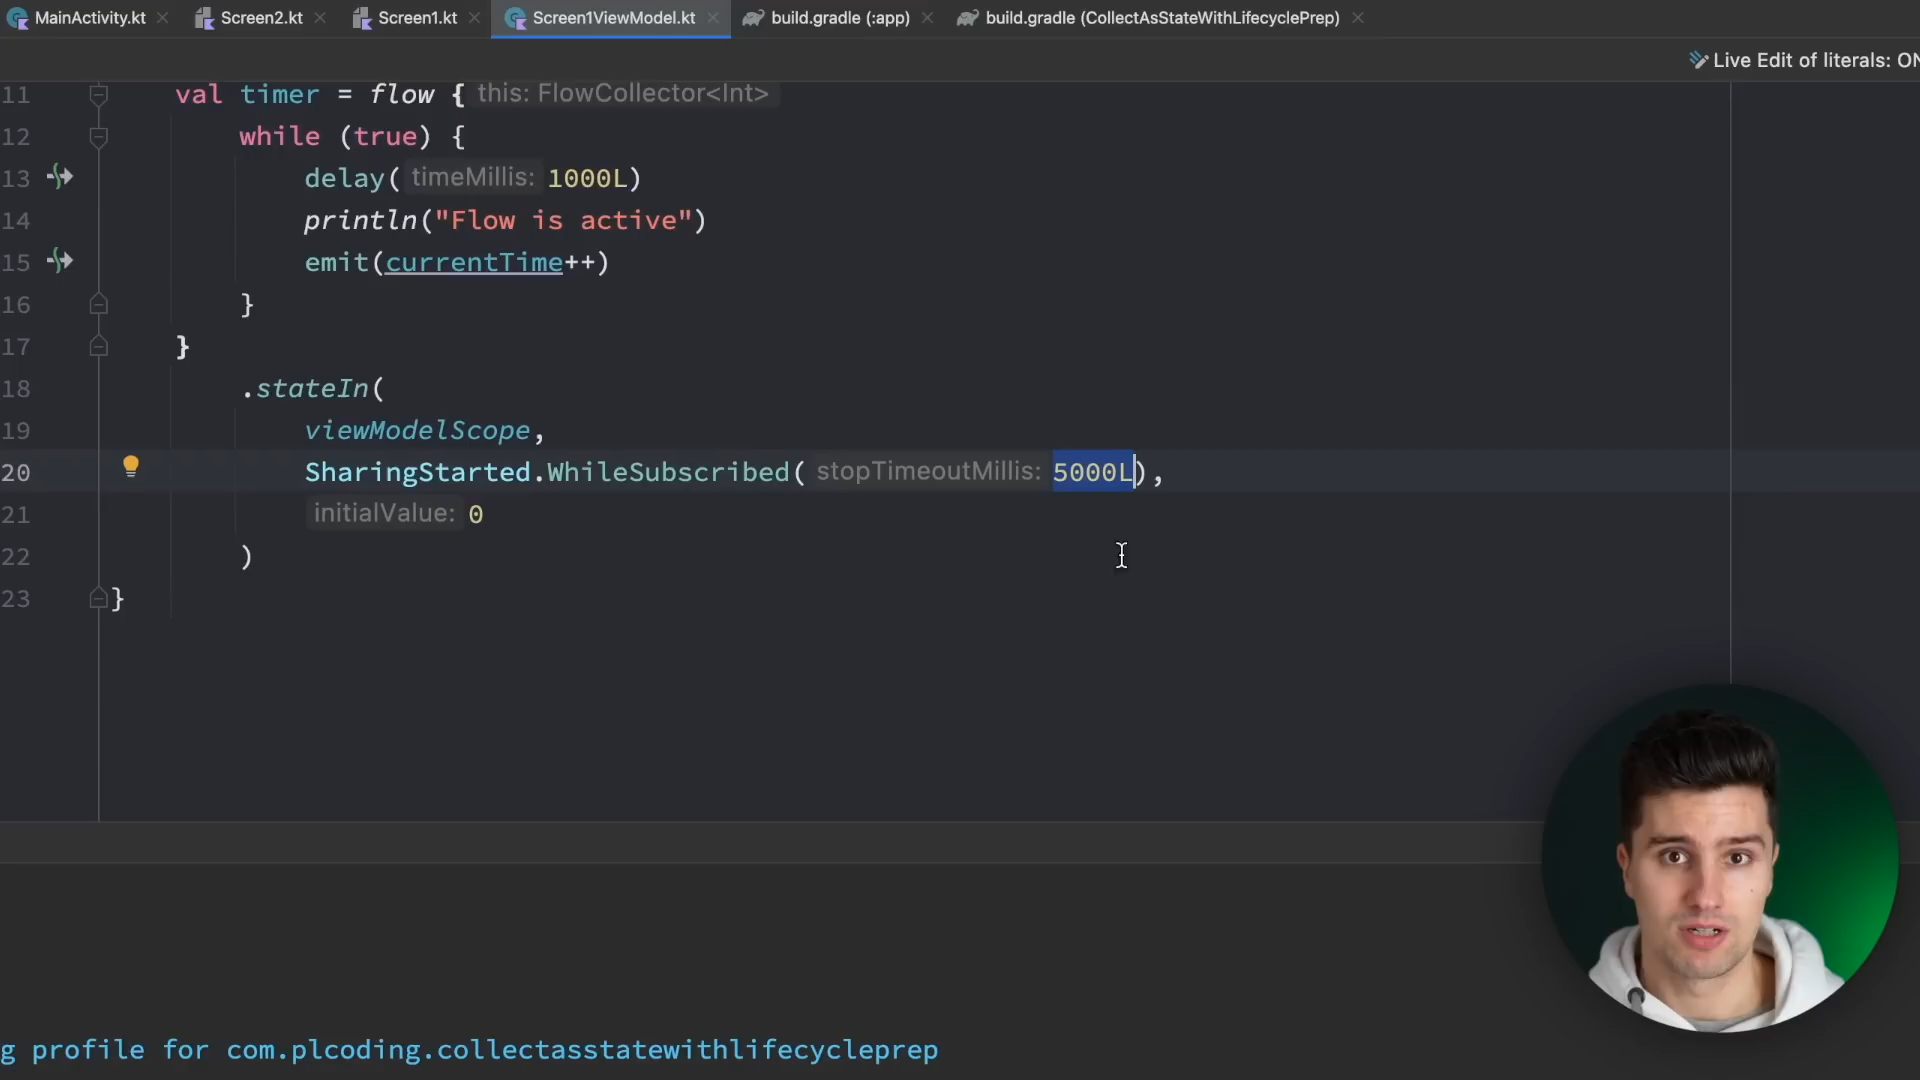 MainActivity.kt
Screen2.kt
Screen1.kt
Screen1ViewModel.kt
build.gradle (:app)
build.gradle (CollectAsStateWithLifecyclePrep)
Live Edit of literals: ON
11 val timer = flow { this: FlowCollector<Int>
12 while (true) {
13 delay( timeMillis: 1000L)
14 println("Flow is active")
15 emit(currentTime++)
16 }
17 }
18 .stateIn(
19 viewModelScope,
20 SharingStarted.WhileSubscribed( stopTimeoutMillis: 5000L),
21 initialValue: 0
22 )
23 }
g profile for com.plcoding.collectasstatewithlifecycleprep